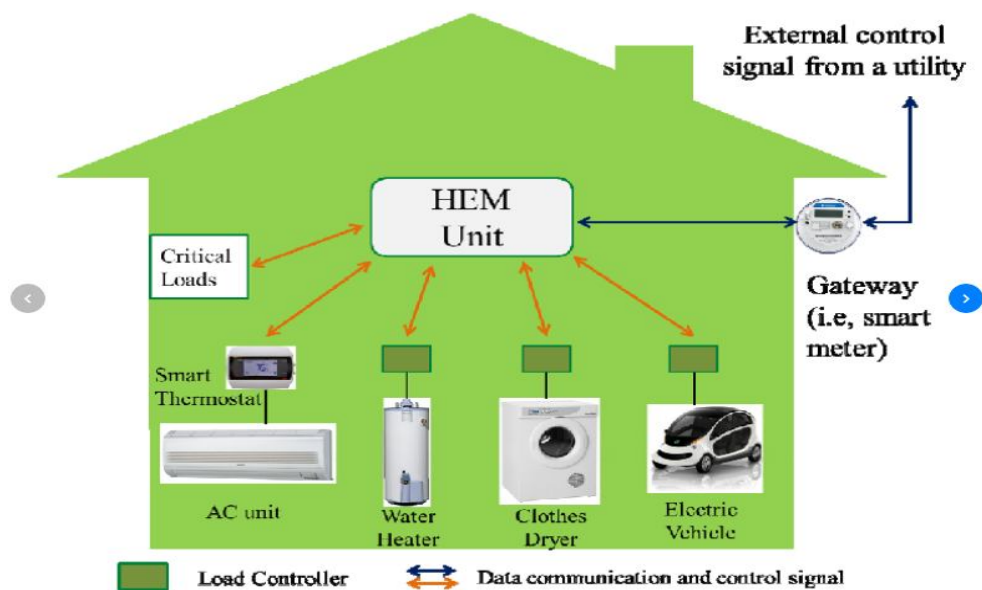 External control
signal from a utility
HEM
Unit
Critical
Loads
Gateway
(i.e, smart
meter)
Smart
Thermostat
AC unit
Water
Heater
Clothes
Dryer
Electric
Vehicle
Load Controller
Data communication and control signal